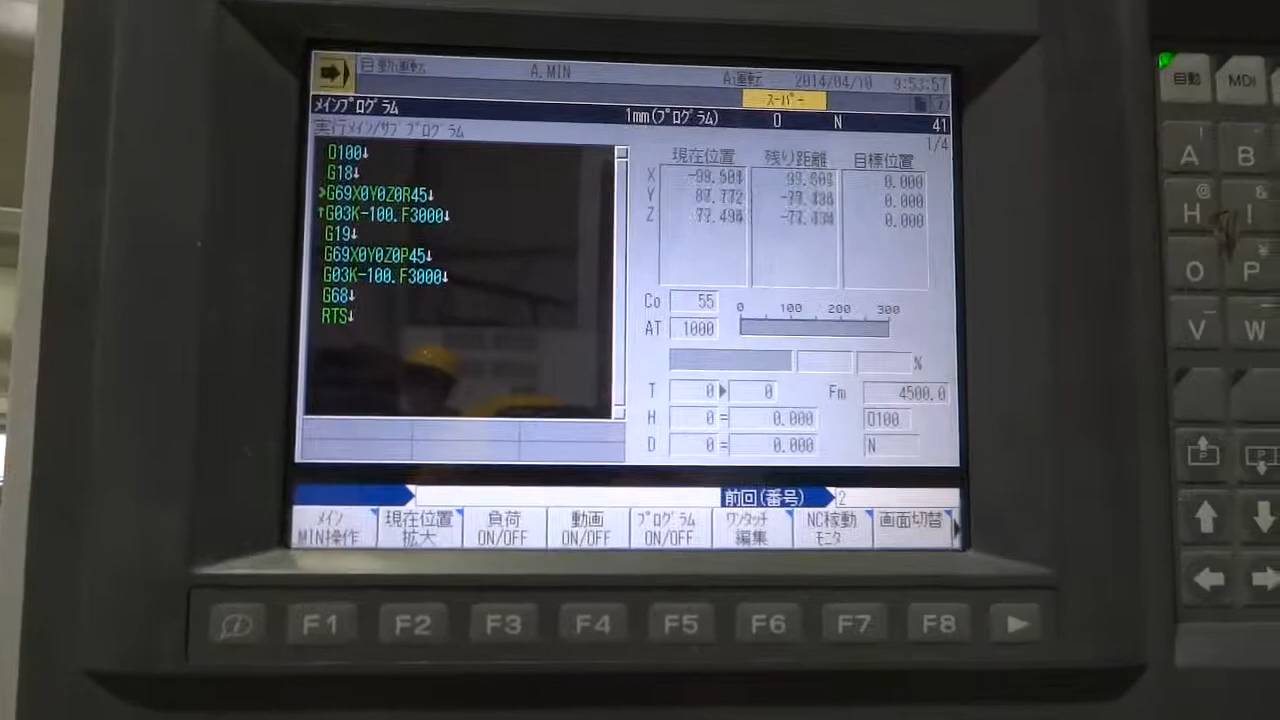 自動運転 A.MIN A:運転 2014/04/10 9:53:57
スーパー
メインプログラム 1mm(プログラム) O N 41
実行メイン/サブプログラム 1/4
O100↓
G18↓
G69X0Y0Z0R45↓
↑G03K-100.F3000↓
G19↓
G69X0Y0Z0P45↓
G03K-100.F3000↓
G68↓
RTS↓
現在位置 残り距離 目標位置
X 0.000
Y 0.000
Z 0.000
Co 55 0 100 200 300
AT 1000
%
T 0 0 Fm 4500.0
H 0 = 0.000 O100
D 0 = 0.000 N
前回(番号) 2
メイン MIN操作
現在位置 拡大
負荷 ON/OFF
動画 ON/OFF
プログラム ON/OFF
ワンタッチ 編集
NC稼動 モニタ
画面切替
F1 F2 F3 F4 F5 F6 F7 F8
自動 MDI
A B
@ &
H I
O P
V W
P P